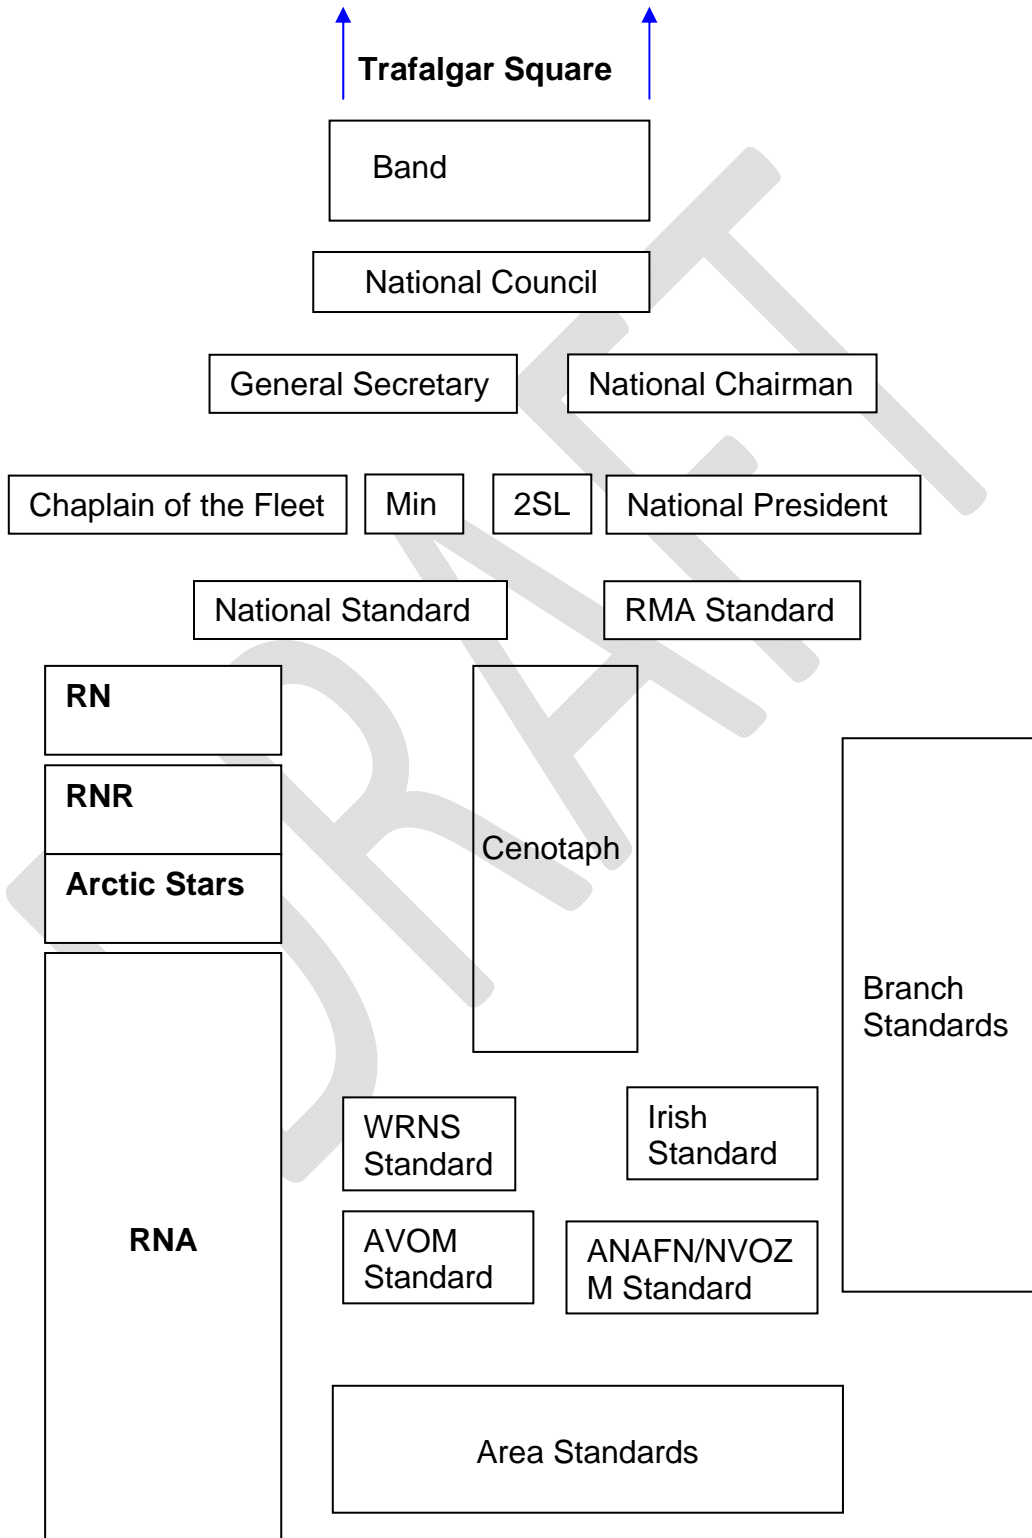 Trafalgar Square
Band
National Council
General Secretary
National Chairman
Chaplain of the Fleet
Min
2SL
National President
National Standard
RMA Standard
RN
RNR
Arctic Stars
Cenotaph
Branch
Standards
WRNS
Standard
Irish
Standard
RNA
AVOM
Standard
ANAFN/NVOZ
M Standard
Area Standards
DRAFT